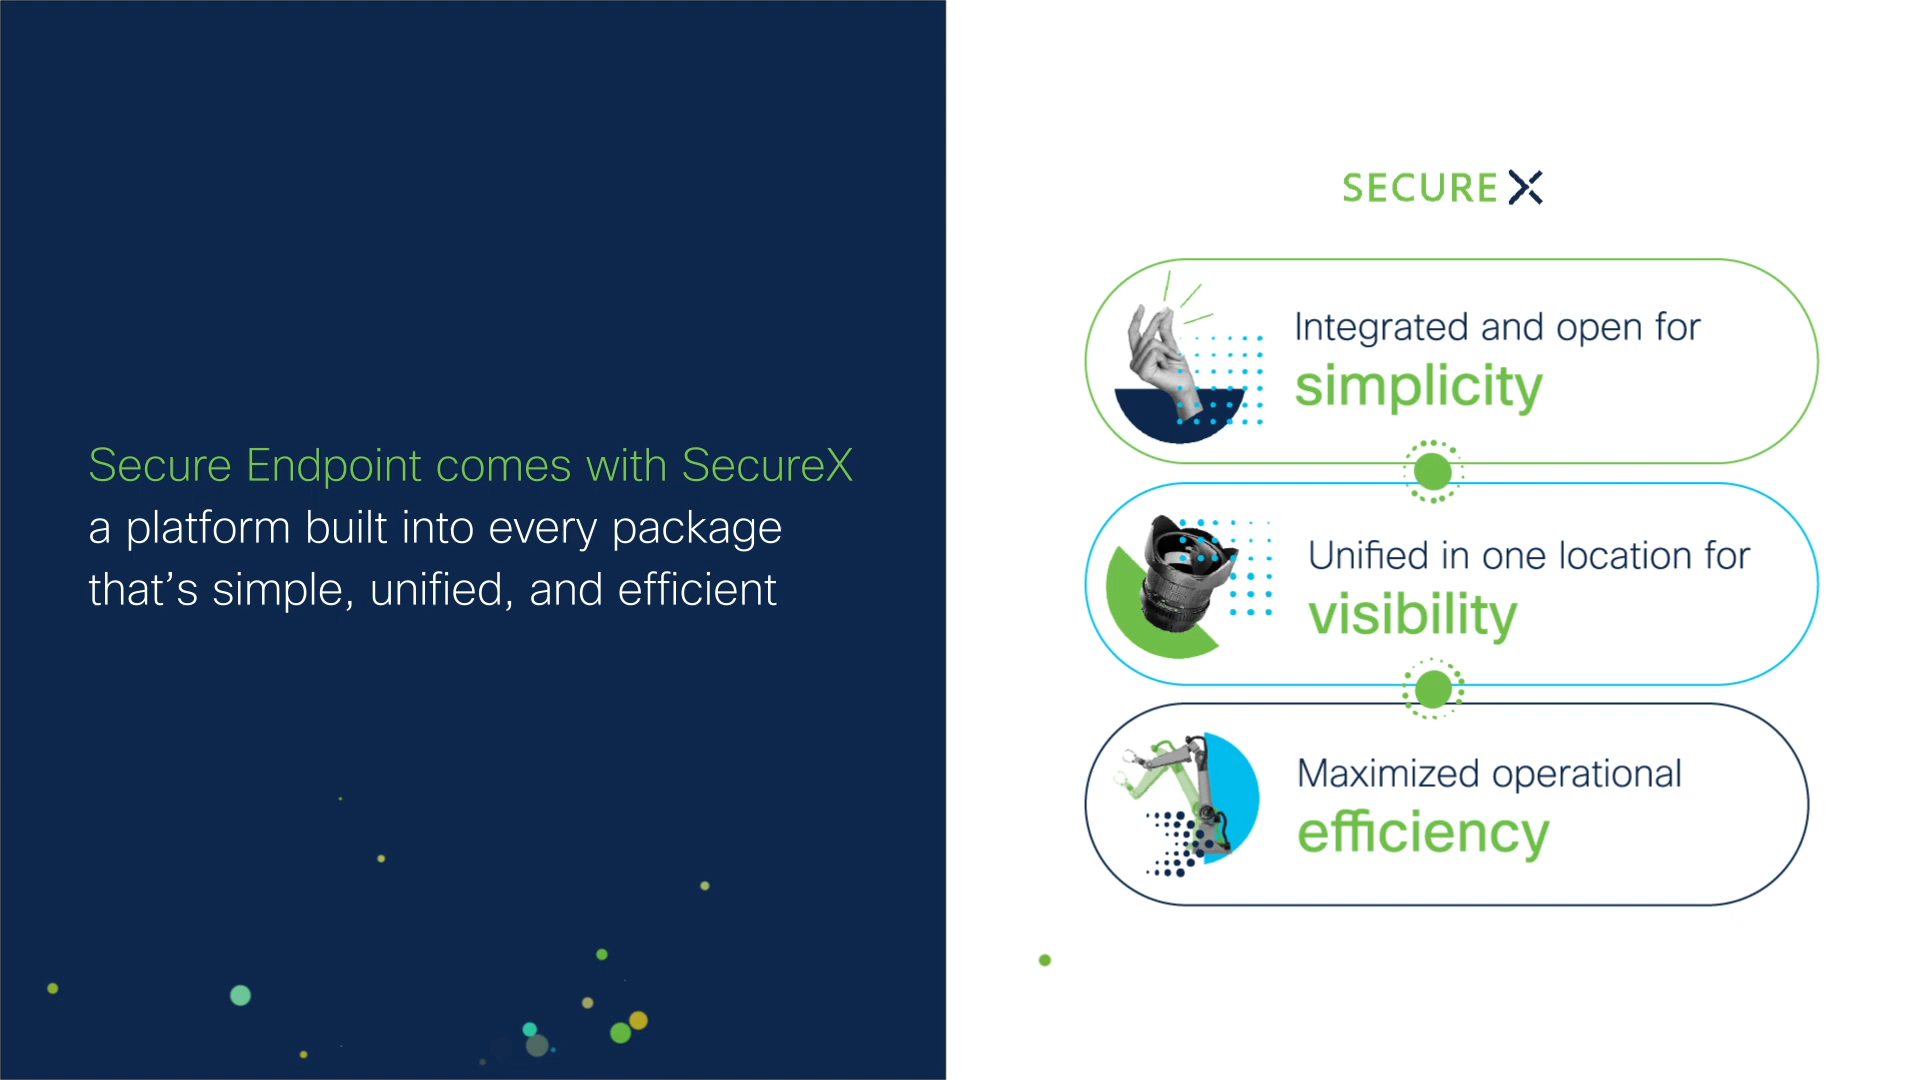 Secure Endpoint comes with SecureX
a platform built into every package
that’s simple, unified, and efficient
SECUREX
Integrated and open for
simplicity
Unified in one location for
visibility
Maximized operational
efficiency